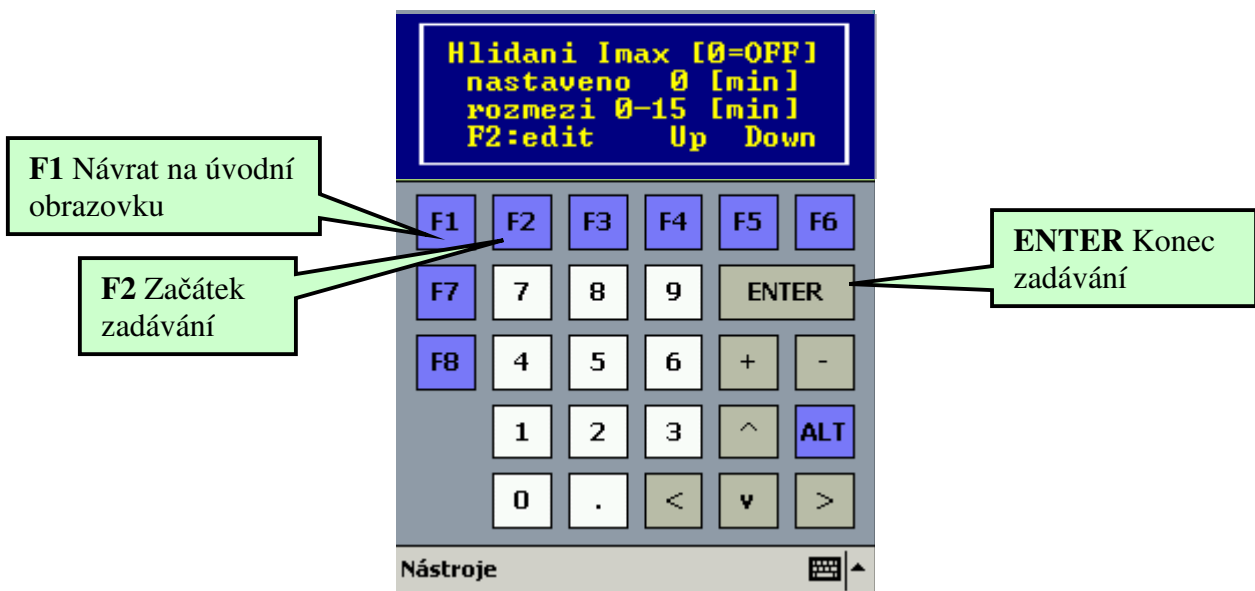 Hlidani Imax [0=OFF]
nastaveno 0 [min]
rozmezi 0-15 [min]
F2:edit Up Down
F1 Návrat na úvodní
obrazovku
F1 F2 F3 F4 F5 F6
ENTER Konec
zadávání
F2 Začátek
zadávání
F7 7 8 9 ENTER
F8 4 5 6 + -
1 2 3 ^ ALT
0 . < v >
Nástroje